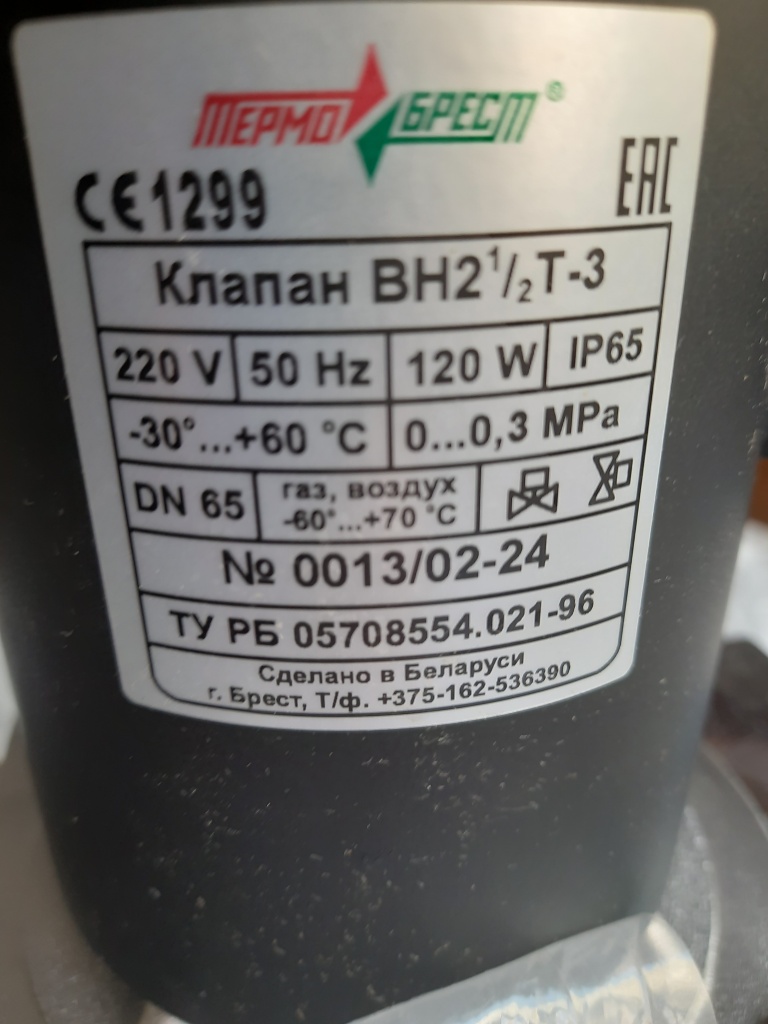 ТЕРМО БРЕСТ ®
CE 1299 EAC
Клапан ВН2¹/₂Т-3
220 V 50 Hz 120 W IP65
-30°...+60 °C 0...0,3 MPa
DN 65 газ, воздух
-60°...+70 °C
№ 0013/02-24
ТУ РБ 05708554.021-96
Сделано в Беларуси
г. Брест, Т/ф. +375-162-536390